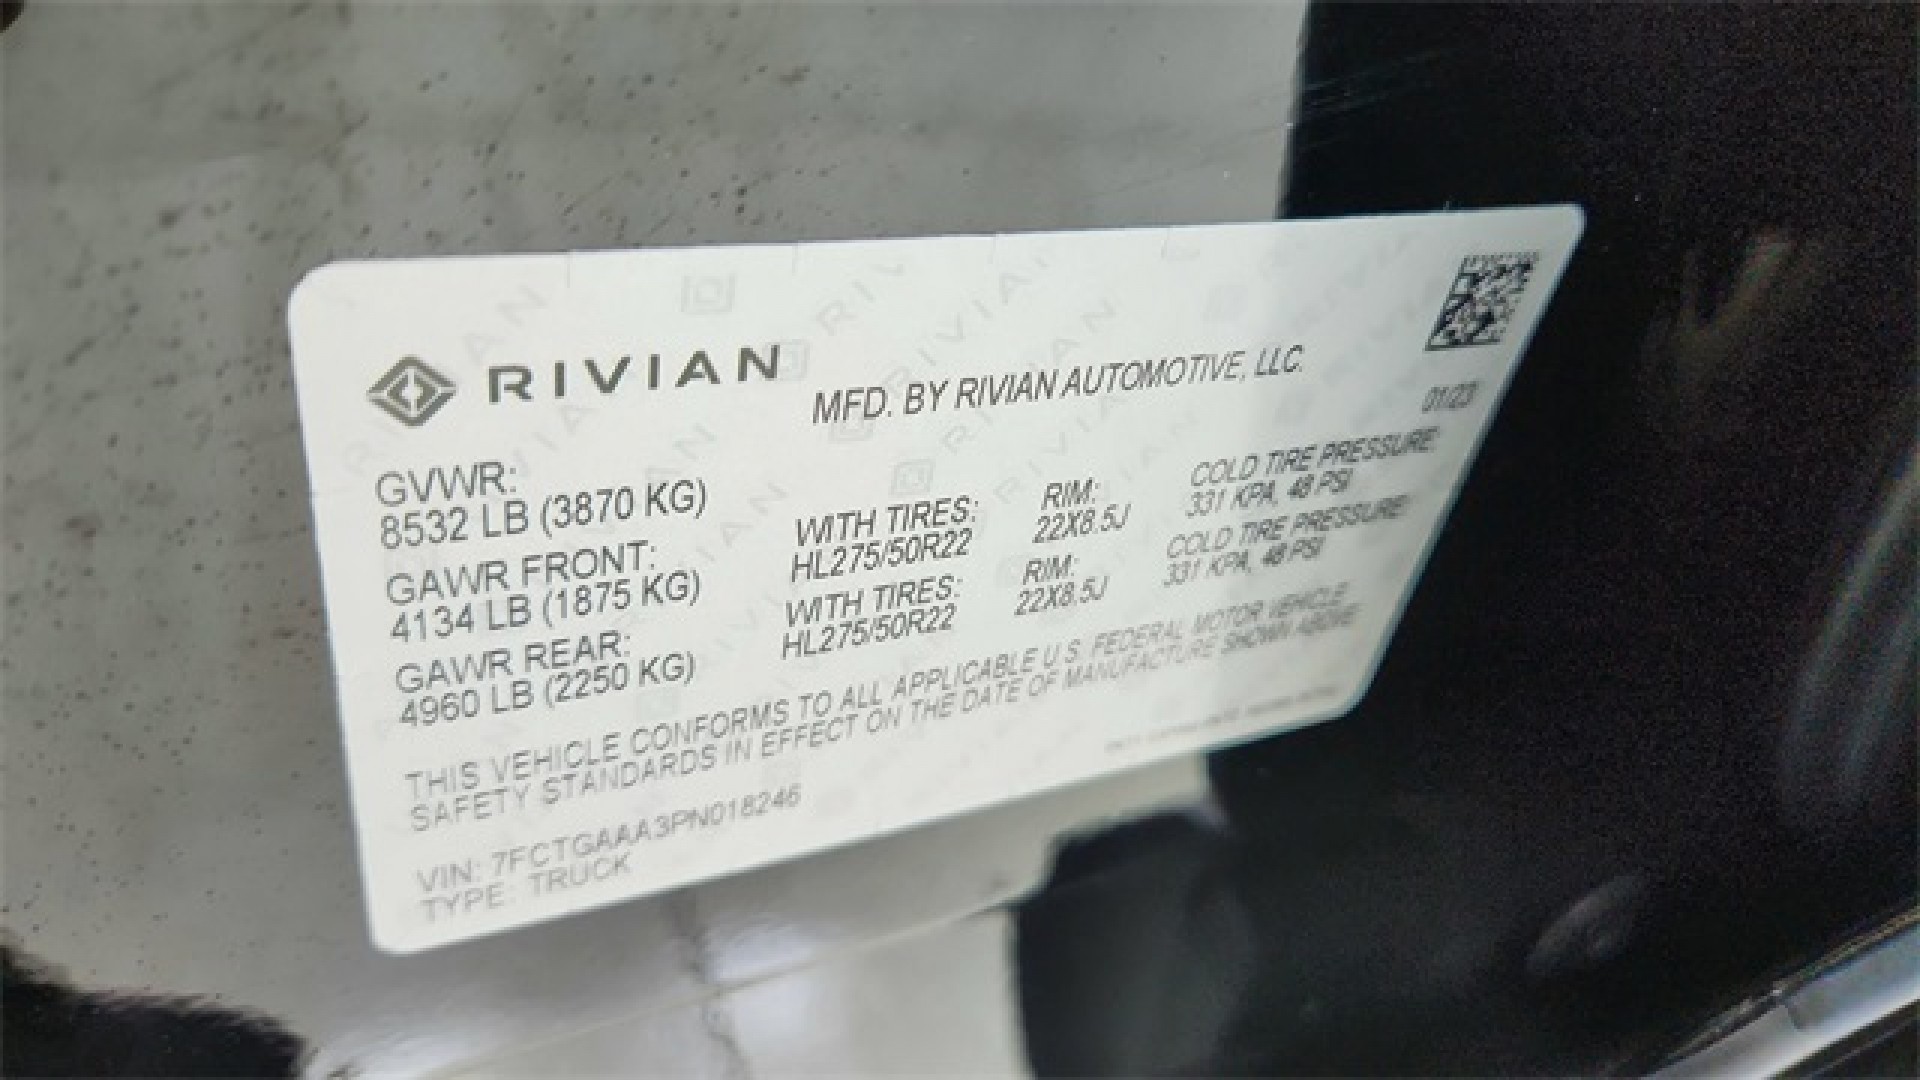 RIVIAN
MFD. BY RIVIAN AUTOMOTIVE, LLC.
01/23
GVWR:
8532 LB (3870 KG)
GAWR FRONT:
4134 LB (1875 KG)
WITH TIRES:
HL275/50R22
RIM:
22X8.5J
COLD TIRE PRESSURE:
331 KPA, 48 PSI
GAWR REAR:
4960 LB (2250 KG)
WITH TIRES:
HL275/50R22
RIM:
22X8.5J
COLD TIRE PRESSURE:
331 KPA, 48 PSI
THIS VEHICLE CONFORMS TO ALL APPLICABLE U.S. FEDERAL MOTOR VEHICLE
SAFETY STANDARDS IN EFFECT ON THE DATE OF MANUFACTURE SHOWN ABOVE
VIN: 7FCTGAAA3PN018246
TYPE: TRUCK